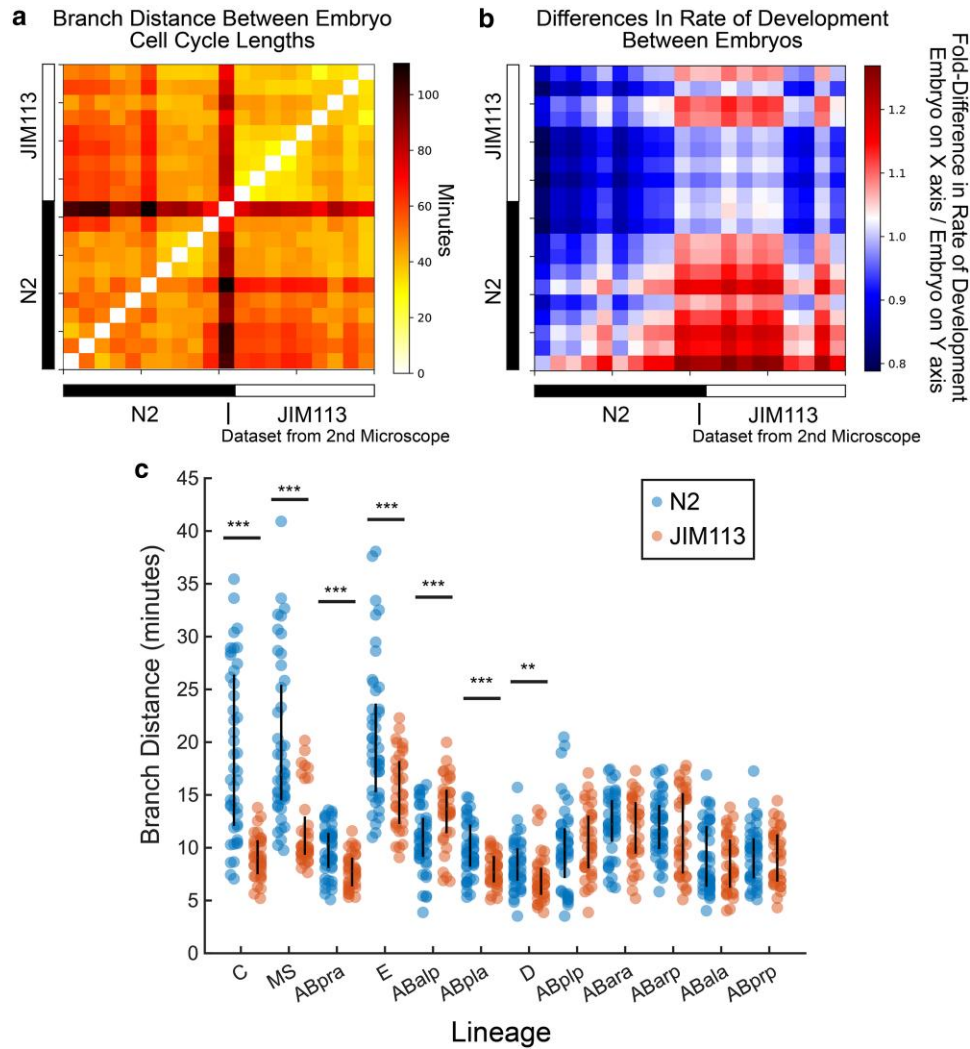 a
Branch Distance Between Embryo
Cell Cycle Lengths
JIM113
N2
100
80
60
40
20
0
Minutes
N2
JIM113
Dataset from 2nd Microscope
b
Differences In Rate of Development
Between Embryos
JIM113
N2
1.2
1.1
1.0
0.9
0.8
Fold-Difference in Rate of Development
Embryo on X axis / Embryo on Y axis
N2
JIM113
Dataset from 2nd Microscope
c
45
40
35
30
25
20
15
10
5
0
Branch Distance (minutes)
***
***
***
***
***
***
**
N2
JIM113
C
MS
ABpra
E
ABalp
ABpla
D
ABplp
ABara
ABarp
ABala
ABprp
Lineage